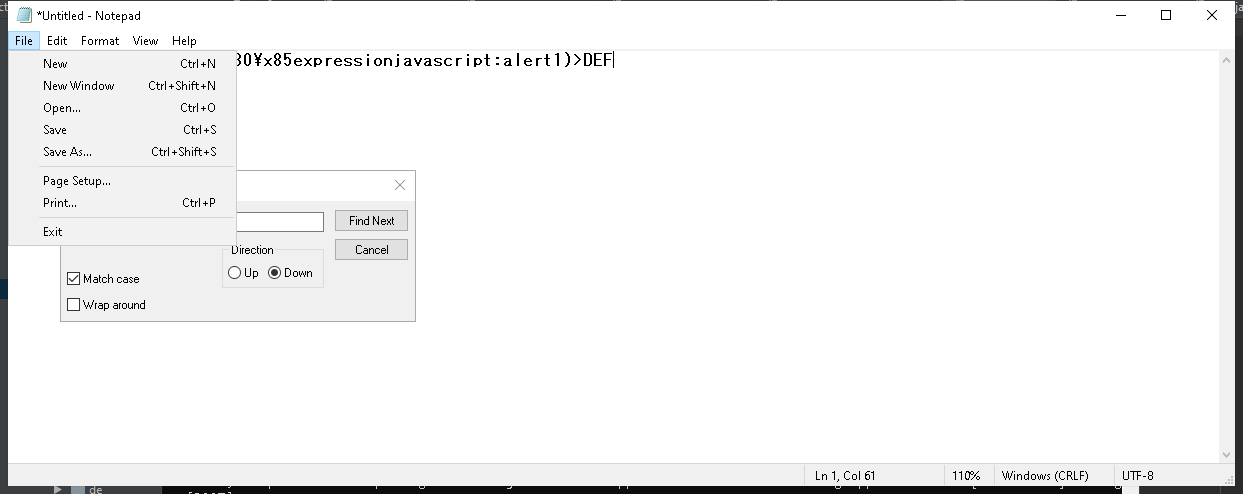 *Untitled - Notepad
File Edit Format View Help
30¥x85expressionjavascript:alert1)>DEF
New Ctrl+N
New Window Ctrl+Shift+N
Open... Ctrl+O
Save Ctrl+S
Save As... Ctrl+Shift+S
Page Setup...
Print... Ctrl+P
Exit
Find Next
Cancel
Direction
Up Down
Match case
Wrap around
Ln 1, Col 61 110% Windows (CRLF) UTF-8
de